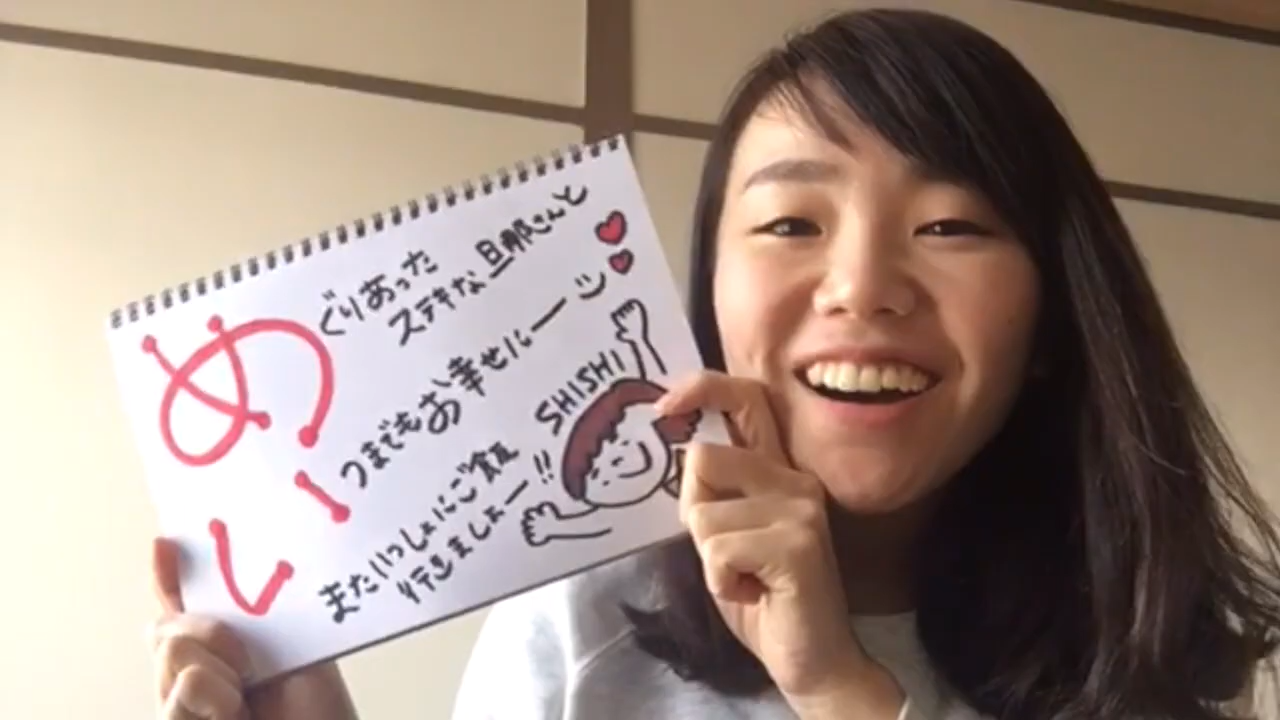 めぐりあった
ステキな旦那さんと
いつまでもお幸せにーッ
またいっしょにご飯
行きましょー!!
SHISHI